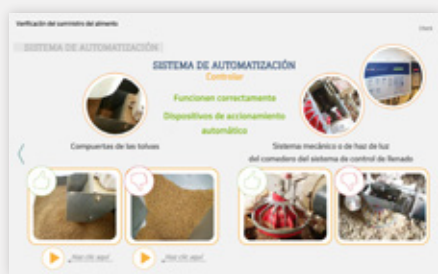 Verificación del suministro del alimento
SISTEMA DE AUTOMATIZACIÓN
SISTEMA DE AUTOMATIZACIÓN
Controlar
Funcionen correctamente
Dispositivos de accionamiento
automático
Compuertas de las tolvas
Sistema mecánico o de haz de luz
del comedero del sistema de control de llenado
Haz clic aquí
Haz clic aquí